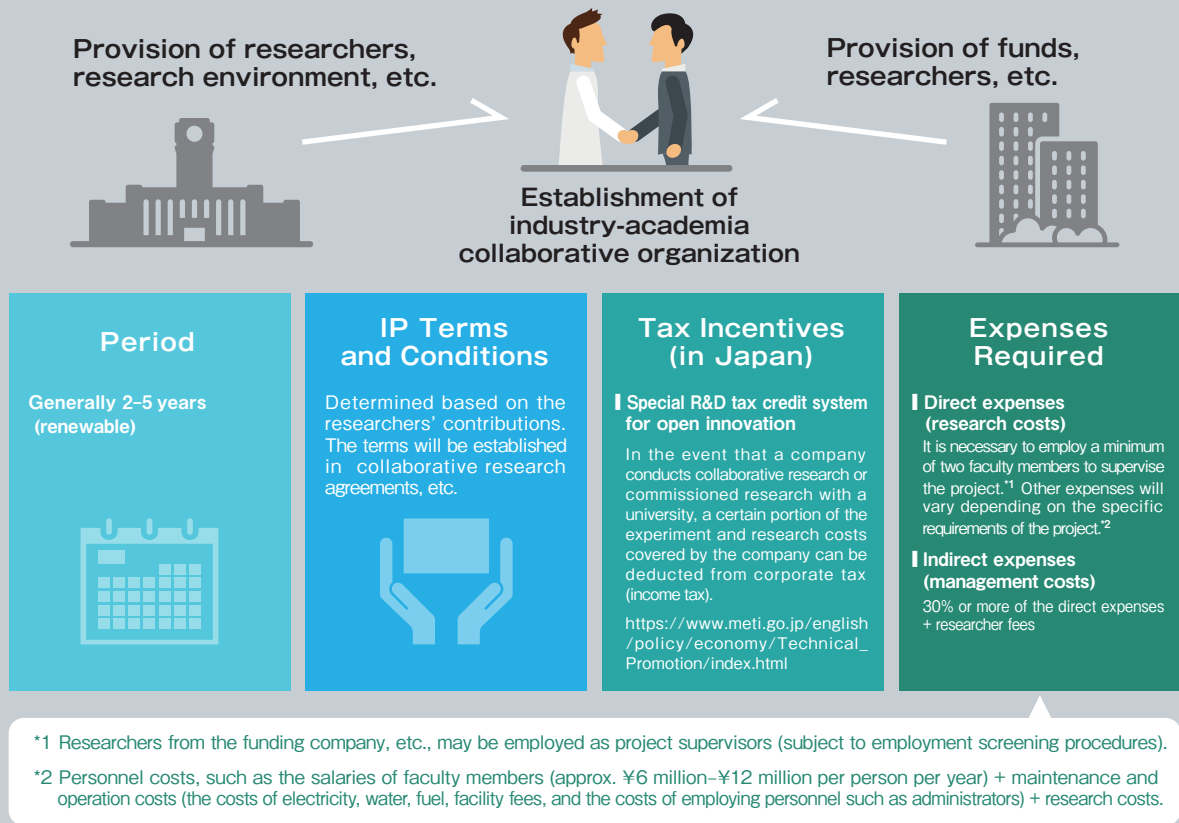 Provision of researchers,
research environment, etc.
Provision of funds,
researchers, etc.
Establishment of
industry-academia
collaborative organization
Period
Generally 2–5 years
(renewable)
IP Terms
and Conditions
Determined based on the
researchers' contributions.
The terms will be established
in collaborative research
agreements, etc.
Tax Incentives
(in Japan)
Special R&D tax credit system
for open innovation
In the event that a company
conducts collaborative research or
commissioned research with a
university, a certain portion of the
experiment and research costs
covered by the company can be
deducted from corporate tax
(income tax).
https://www.meti.go.jp/english
/policy/economy/Technical_
Promotion/index.html
Expenses
Required
Direct expenses
(research costs)
It is necessary to employ a minimum
of two faculty members to supervise
the project.*1 Other expenses will
vary depending on the specific
requirements of the project.*2
Indirect expenses
(management costs)
30% or more of the direct expenses
+ researcher fees
*1 Researchers from the funding company, etc., may be employed as project supervisors (subject to employment screening procedures).
*2 Personnel costs, such as the salaries of faculty members (approx. ¥6 million–¥12 million per person per year) + maintenance and
operation costs (the costs of electricity, water, fuel, facility fees, and the costs of employing personnel such as administrators) + research costs.